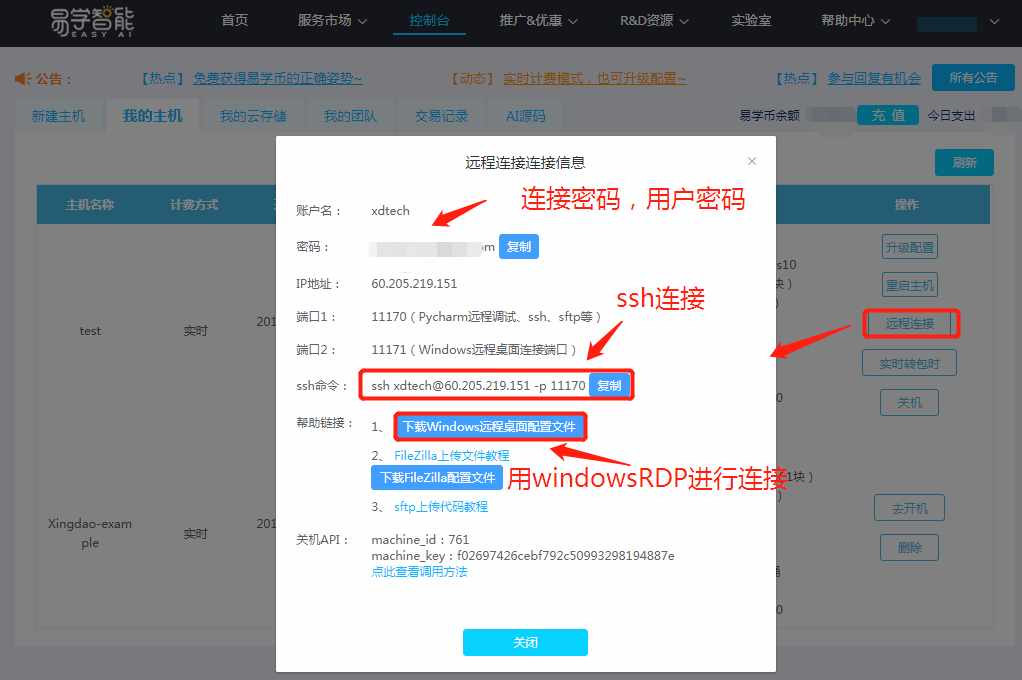 易学智能
EASY AI
首页 服务市场 控制台 推广&优惠 R&D资源 实验室 帮助中心
公告： 【热点】 免费获得易学币的正确姿势~ 【动态】 实时计费模式，也可升级配置~ 【热点】 参与回复有机会 所有公告
新建主机 我的主机 我的云存储 我的团队 交易记录 AI源码 易学币余额 充 值 今日支出
刷新
主机名称 计费方式 操作
远程连接连接信息
连接密码，用户密码
账户名： xdtech
密码： om 复制
IP地址： 60.205.219.151
ssh连接
端口1： 11170（Pycharm远程调试、ssh、sftp等）
端口2： 11171（Windows远程桌面连接端口）
ssh命令： ssh xdtech@60.205.219.151 -p 11170 复制
帮助链接： 1、 下载Windows远程桌面配置文件
2、 FileZilla上传文件教程
下载FileZilla配置文件 用windowsRDP进行连接
3、 sftp上传代码教程
关机API： machine_id：761
machine_key：f02697426cebf792c50993298194887e
点此查看调用方法
关闭
test 实时 201
s10
块）
）
0
升级配置
重启主机
远程连接
实时转包时
关机
Xingdao-exam
ple
实时 201
1块）
）
0
去开机
删除